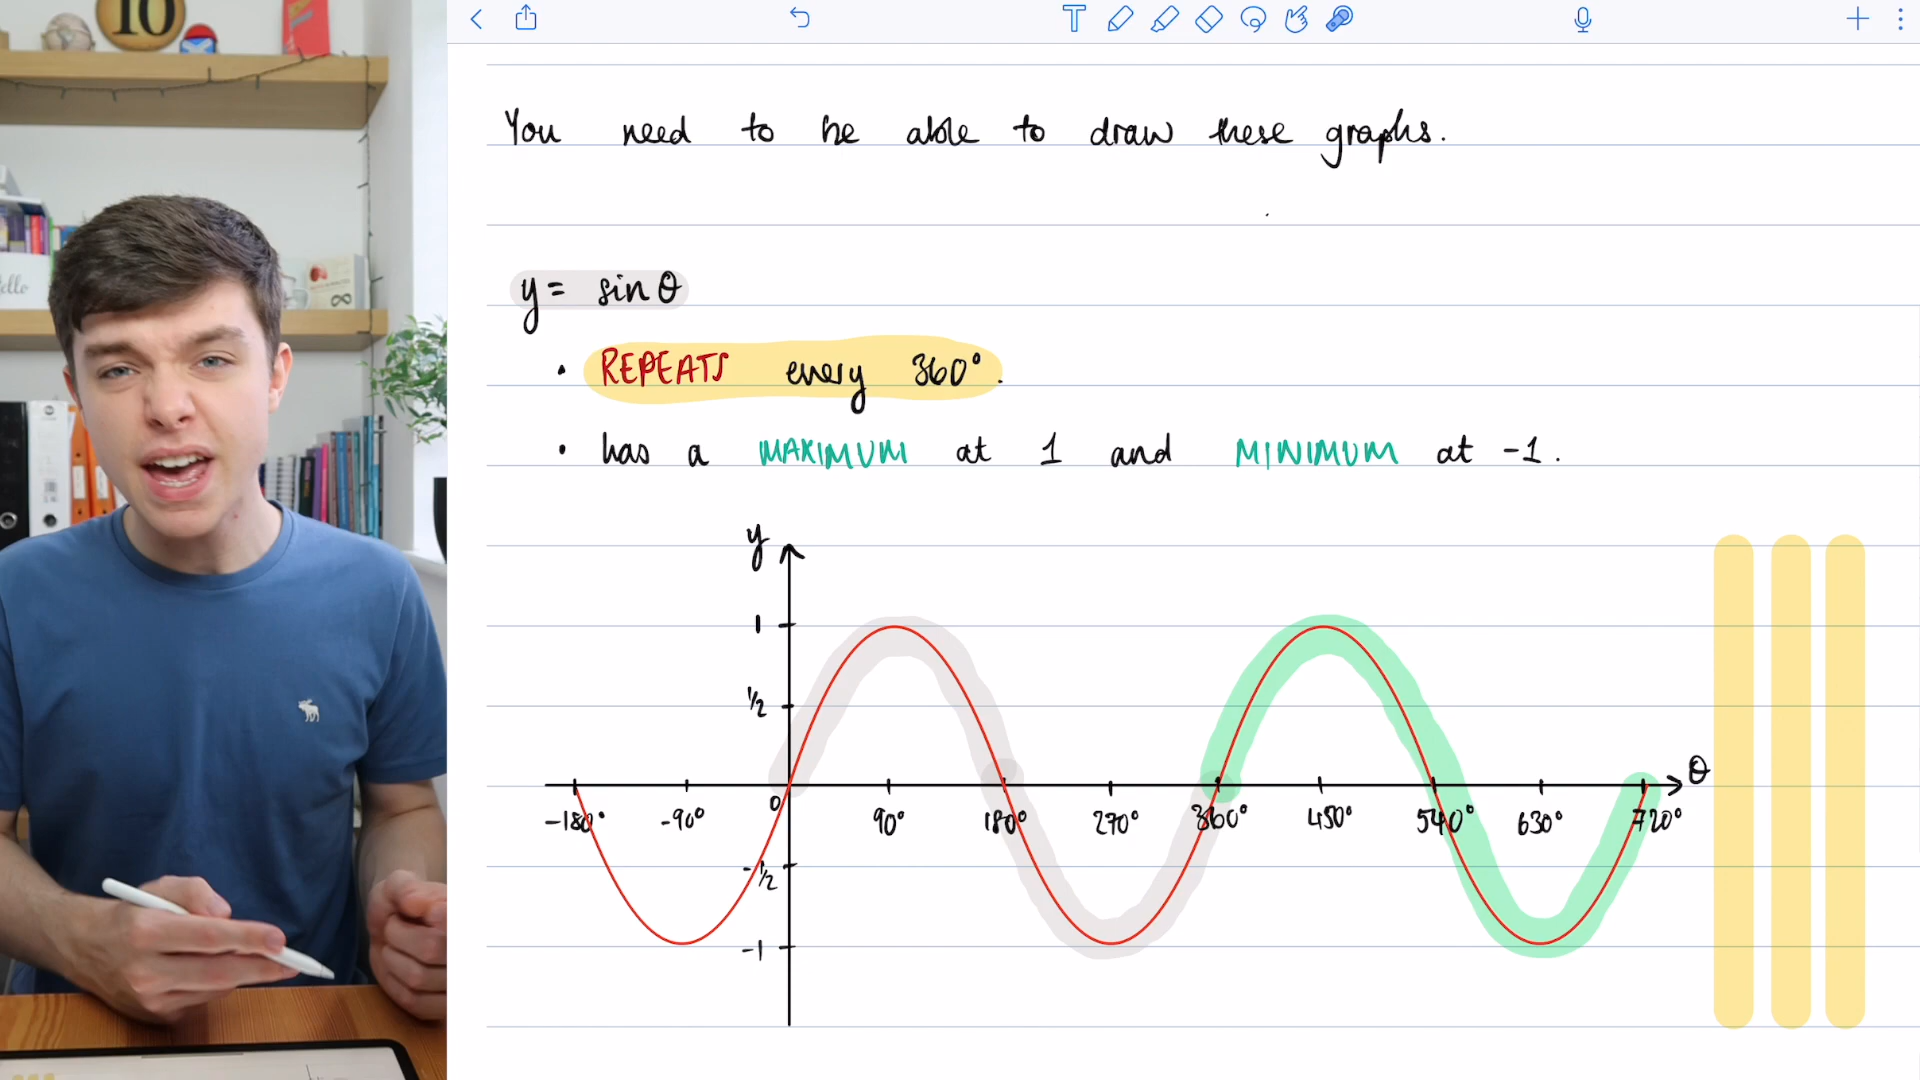 10
You need to be able to draw these graphs.
y = sin θ
• REPEATS every 360°.
• has a MAXIMUM at 1 and MINIMUM at -1.
y
1
1/2
θ
0
-180° -90° 90° 180° 270° 360° 450° 540° 630° 720°
-1/2
-1